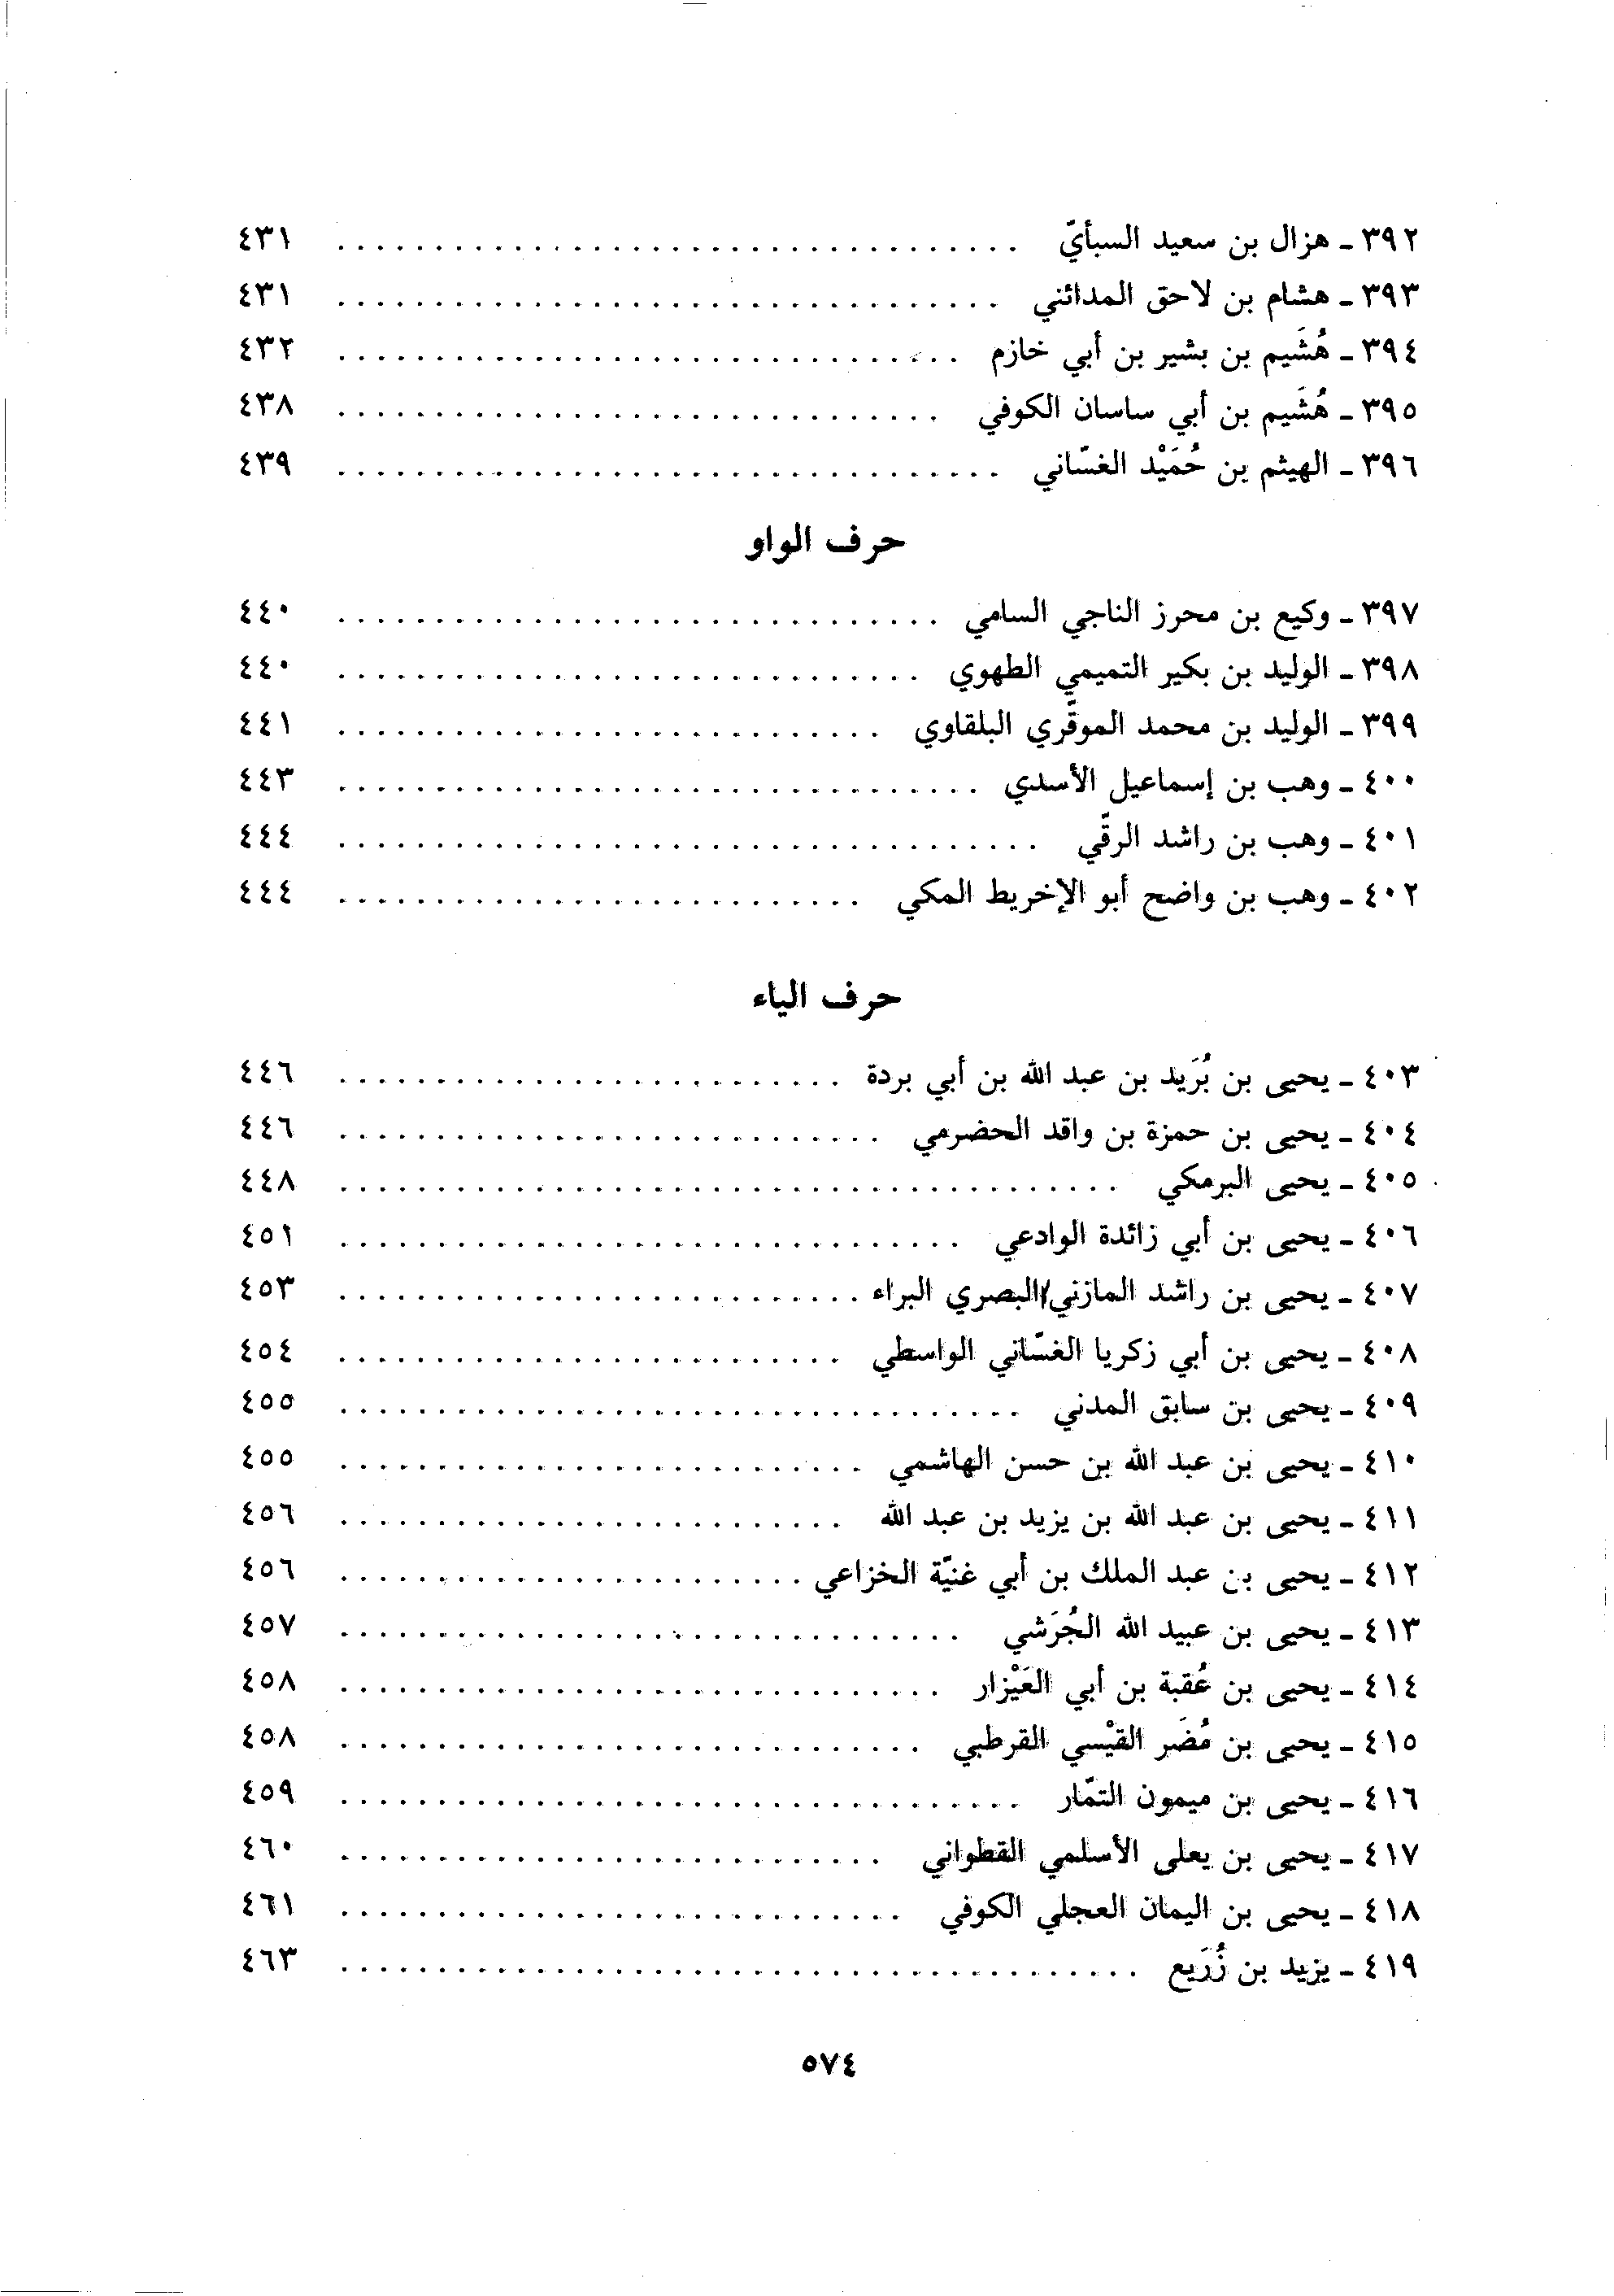 ٣٩٢ - هزال بن سعيد السبأيّ . . . . . . . . . . ٤٣١
٣٩٣ - هشام بن لاحق المدائني . . . . . . . . . . ٤٣١
٣٩٤ - هُشَيم بن بشير بن أبي خازم . . . . . . . . . . ٤٣٢
٣٩٥ - هُشَيم بن أبي ساسان الكوفي . . . . . . . . . . ٤٣٨
٣٩٦ - الهيثم بن حُمَيْد الغسّاني . . . . . . . . . . ٤٣٩
حرف الواو
٣٩٧ - وكيع بن محرز الناجي السامي . . . . . . . . . . ٤٤٠
٣٩٨ - الوليد بن بكير التميمي الطهوي . . . . . . . . . . ٤٤٠
٣٩٩ - الوليد بن محمد الموقَّري البلقاوي . . . . . . . . . . ٤٤١
٤٠٠ - وهب بن إسماعيل الأسدي . . . . . . . . . . ٤٤٣
٤٠١ - وهب بن راشد الرقّي . . . . . . . . . . ٤٤٤
٤٠٢ - وهب بن واضح أبو الإخريط المكي . . . . . . . . . . ٤٤٤
حرف الياء
٤٠٣ - يحيى بن بُرَيد بن عبد الله بن أبي بردة . . . . . . . . . . ٤٤٦
٤٠٤ - يحيى بن حمزة بن واقد الحضرمي . . . . . . . . . . ٤٤٦
٤٠٥ - يحيى البرمكي . . . . . . . . . . ٤٤٨
٤٠٦ - يحيى بن أبي زائدة الوادعي . . . . . . . . . . ٤٥١
٤٠٧ - يحيى بن راشد المازني/البصري البراء . . . . . . . . . . ٤٥٣
٤٠٨ - يحيى بن أبي زكريا الغسّاني الواسطي . . . . . . . . . . ٤٥٤
٤٠٩ - يحيى بن سابق المدني . . . . . . . . . . ٤٥٥
٤١٠ - يحيى بن عبد الله بن حسن الهاشمي . . . . . . . . . . ٤٥٥
٤١١ - يحيى بن عبد الله بن يزيد بن عبد الله . . . . . . . . . . ٤٥٦
٤١٢ - يحيى بن عبد الملك بن أبي غنيّة الخزاعي . . . . . . . . . . ٤٥٦
٤١٣ - يحيى بن عبيد الله الجُرَشي . . . . . . . . . . ٤٥٧
٤١٤ - يحيى بن عُقبة بن أبي العَيْزار . . . . . . . . . . ٤٥٨
٤١٥ - يحيى بن مُضَر القيْسي القرطبي . . . . . . . . . . ٤٥٨
٤١٦ - يحيى بن ميمون التمّار . . . . . . . . . . ٤٥٩
٤١٧ - يحيى بن يعلى الأسلمي القطواني . . . . . . . . . . ٤٦٠
٤١٨ - يحيى بن اليمان العجلي الكوفي . . . . . . . . . . ٤٦١
٤١٩ - يزيد بن زُرَيع . . . . . . . . . . ٤٦٣
٥٧٤